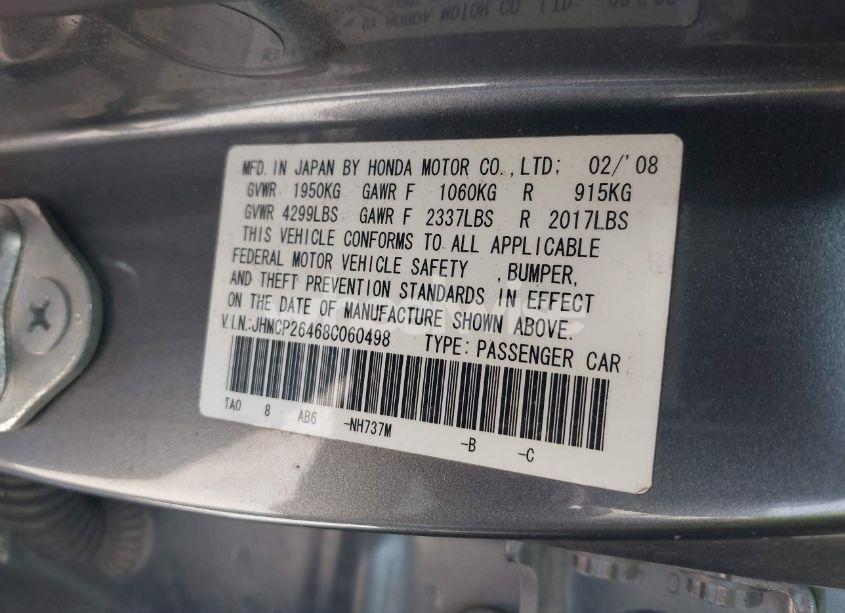 MFD. IN JAPAN BY HONDA MOTOR CO.,LTD; 02/'08
GVWR 1950KG GAWR F 1060KG R 915KG
GVWR 4299LBS GAWR F 2337LBS R 2017LBS
THIS VEHICLE CONFORMS TO ALL APPLICABLE
FEDERAL MOTOR VEHICLE SAFETY ,BUMPER,
AND THEFT PREVENTION STANDARDS IN EFFECT
ON THE DATE OF MANUFACTURE SHOWN ABOVE.
V.I.N.:JHMCP26468C060498 TYPE:PASSENGER CAR
TA0 8 AB6 -NH737M -B -C